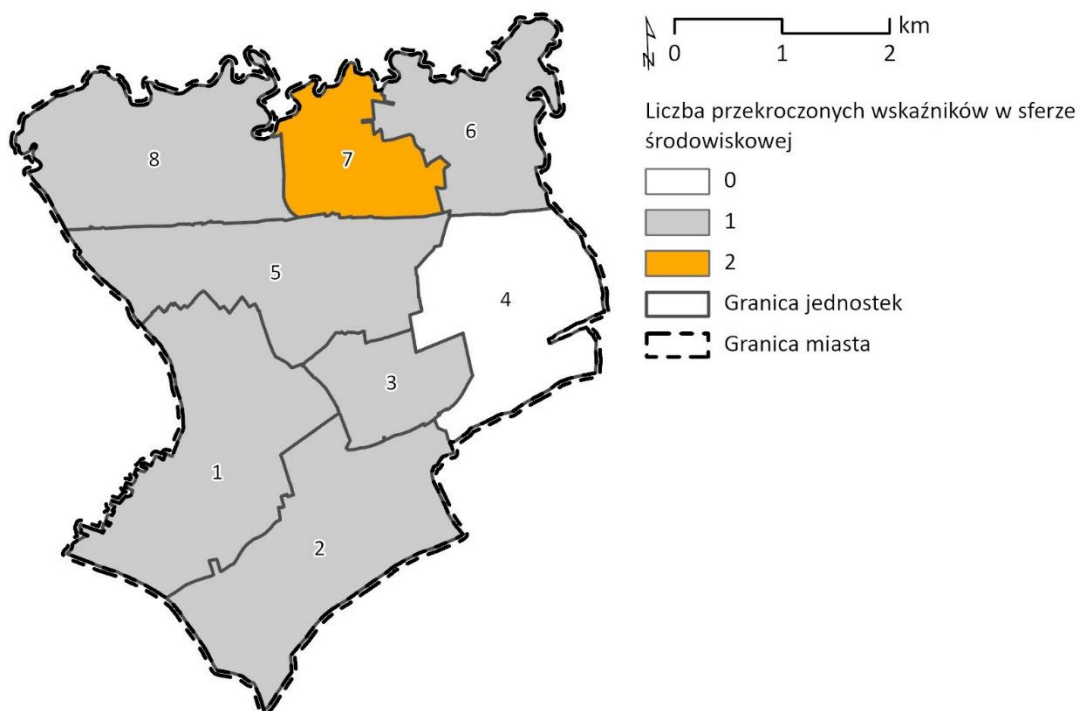 N
0 1 2 km
Liczba przekroczonych wskaźników w sferze
środowiskowej
0
1
2
Granica jednostek
Granica miasta
6
8
7
5
4
3
1
2